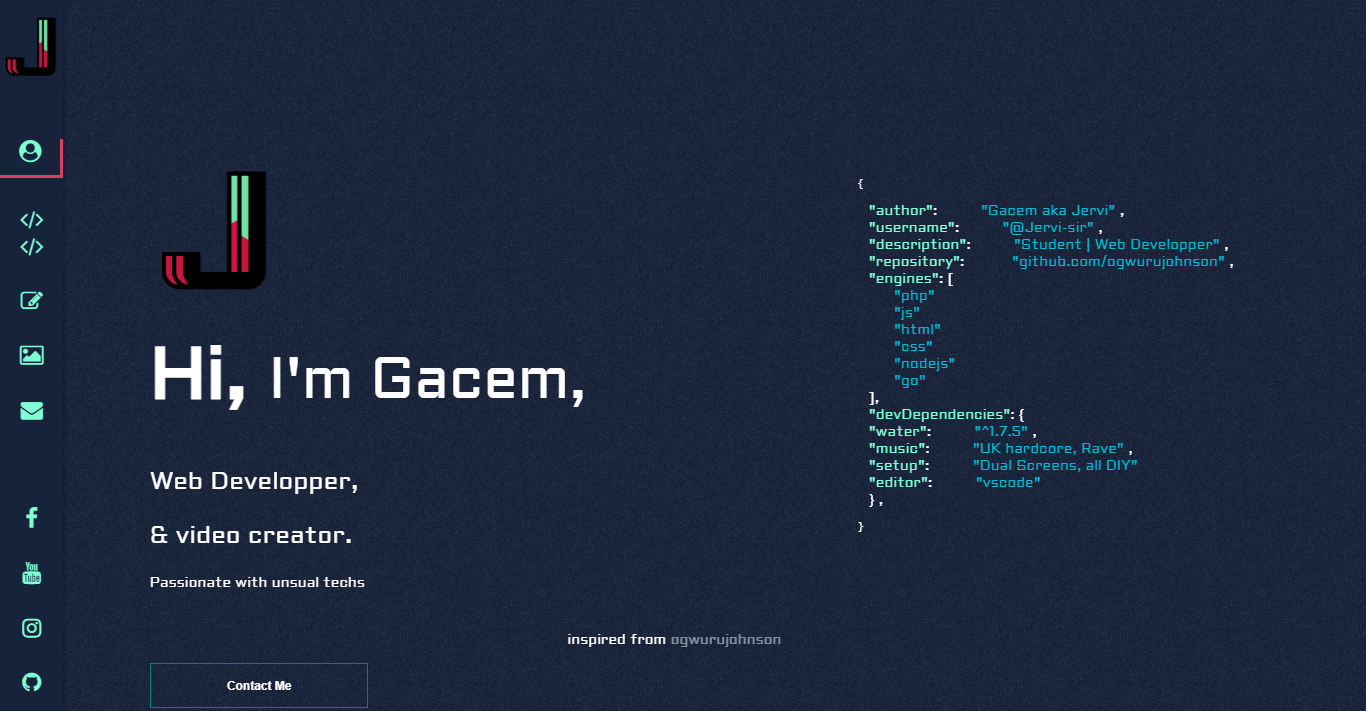 Hi, I'm Gacem,
Web Developper,
& video creator.
Passionate with unsual techs
Contact Me
{
"author": "Gacem aka Jervi" ,
"username": "@Jervi-sir" ,
"description": "Student | Web Developper" ,
"repository": "github.com/ogwurujohnson" ,
"engines": [
"php"
"js"
"html"
"css"
"nodejs"
"go"
],
"devDependencies": {
"water": "^1.7.5" ,
"music": "UK hardcore, Rave" ,
"setup": "Dual Screens, all DIY"
"editor": "vscode"
} ,
}
inspired from ogwurujohnson
You
Tube